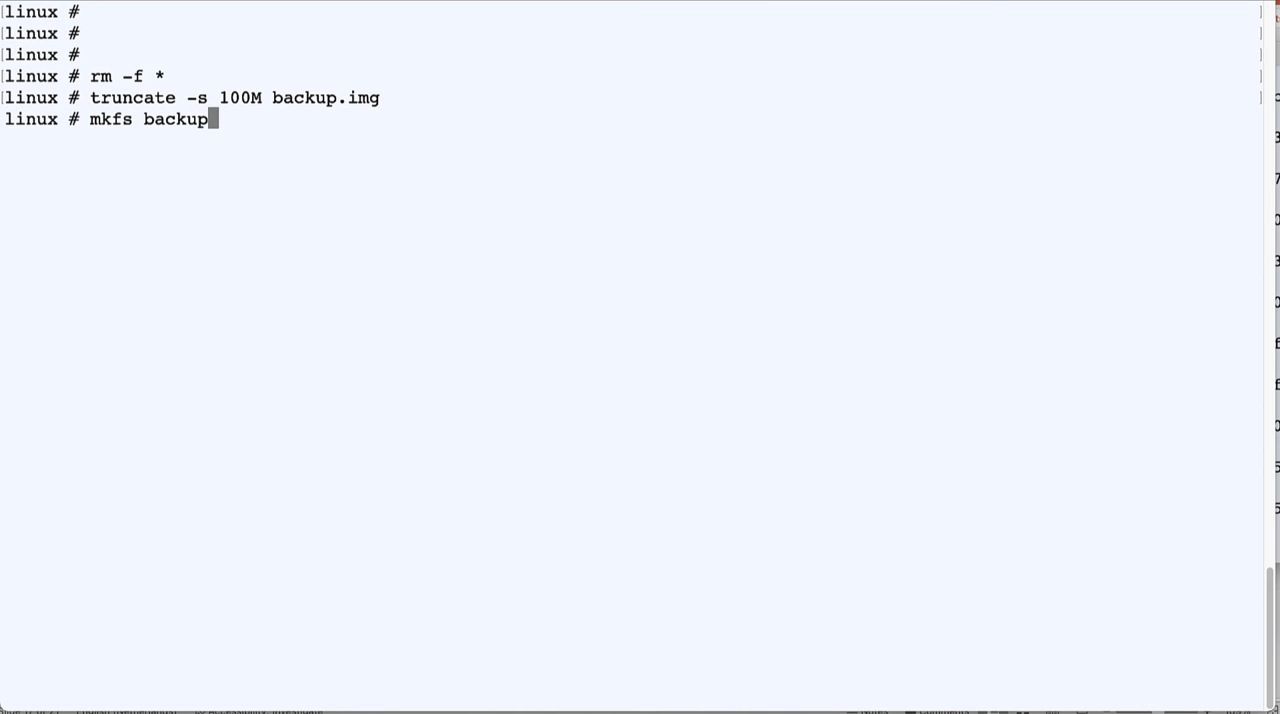 linux #
linux #
linux #
linux # rm -f *
linux # truncate -s 100M backup.img
linux # mkfs backup